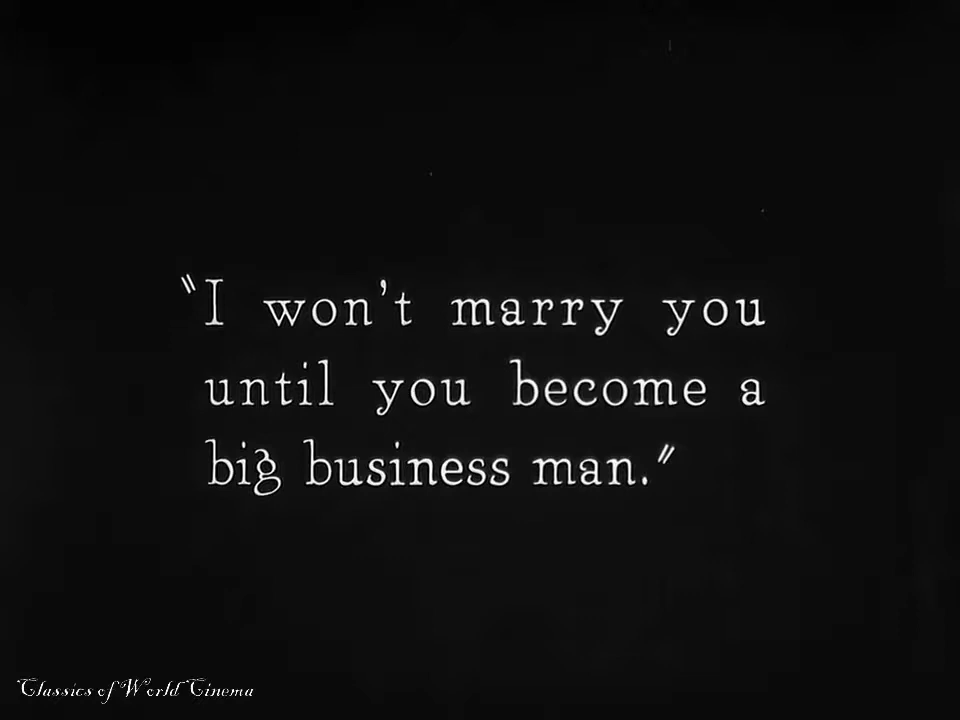 "I won't marry you
until you become a
big business man."
Classics of World Cinema